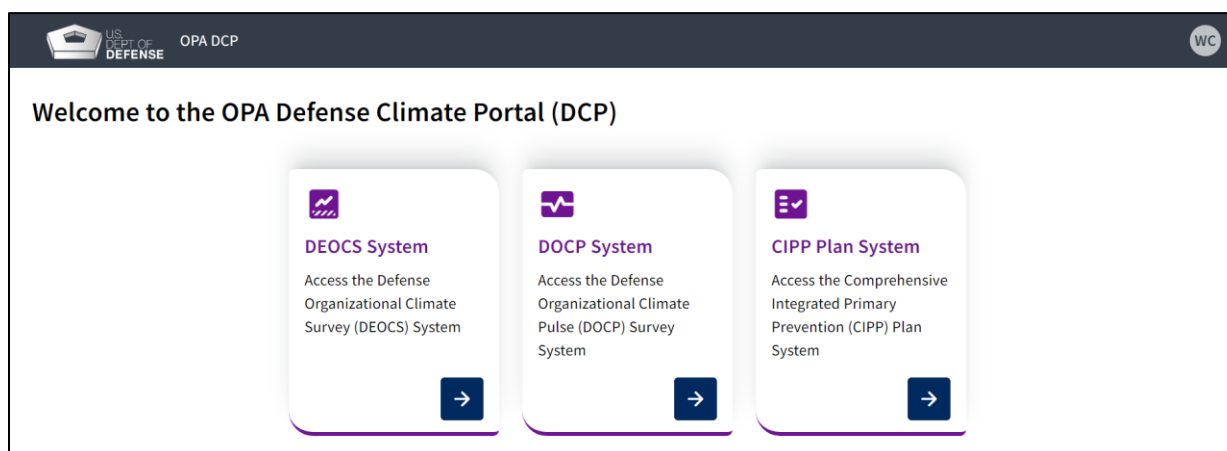 U.S.
DEPT OF
DEFENSE
OPA DCP
WC
Welcome to the OPA Defense Climate Portal (DCP)
DEOCS System
Access the Defense
Organizational Climate
Survey (DEOCS) System
DOCP System
Access the Defense
Organizational Climate
Pulse (DOCP) Survey
System
CIPP Plan System
Access the Comprehensive
Integrated Primary
Prevention (CIPP) Plan
System